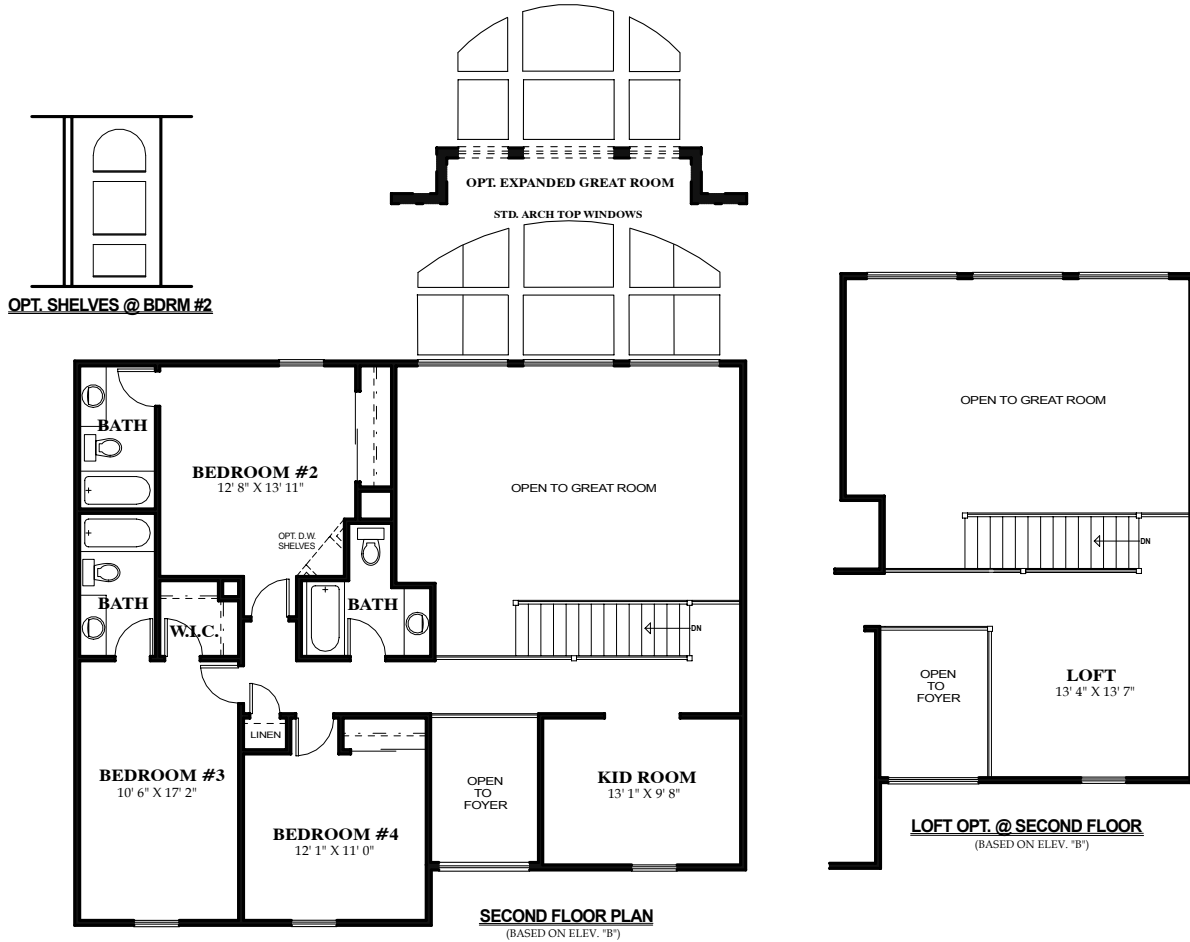 OPT. EXPANDED GREAT ROOM
STD. ARCH TOP WINDOWS
OPT. SHELVES @ BDRM #2
BATH
BEDROOM #2
12' 8" X 13' 11"
OPEN TO GREAT ROOM
OPT. D.W.
SHELVES
BATH
W.I.C.
BATH
DN
LINEN
BEDROOM #3
10' 6" X 17' 2"
BEDROOM #4
12' 1" X 11' 0"
OPEN
TO
FOYER
KID ROOM
13' 1" X 9' 8"
SECOND FLOOR PLAN
(BASED ON ELEV. "B")
OPEN TO GREAT ROOM
DN
OPEN
TO
FOYER
LOFT
13' 4" X 13' 7"
LOFT OPT. @ SECOND FLOOR
(BASED ON ELEV. "B")